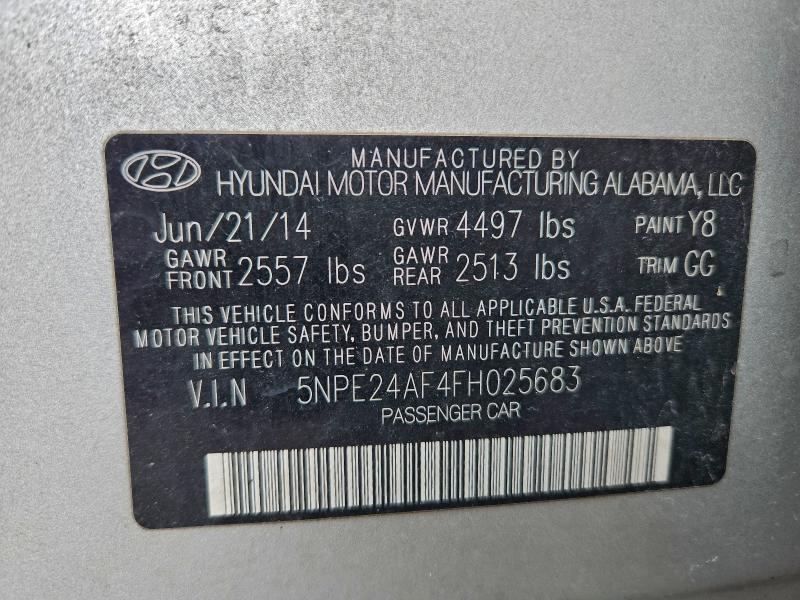 MANUFACTURED BY
HYUNDAI MOTOR MANUFACTURING ALABAMA, LLC
Jun/21/14 GVWR 4497 lbs PAINT Y8
GAWR FRONT 2557 lbs GAWR REAR 2513 lbs TRIM GG
THIS VEHICLE CONFORMS TO ALL APPLICABLE U.S.A. FEDERAL
MOTOR VEHICLE SAFETY, BUMPER, AND THEFT PREVENTION STANDARDS
IN EFFECT ON THE DATE OF MANUFACTURE SHOWN ABOVE
V.I.N 5NPE24AF4FH025683
PASSENGER CAR